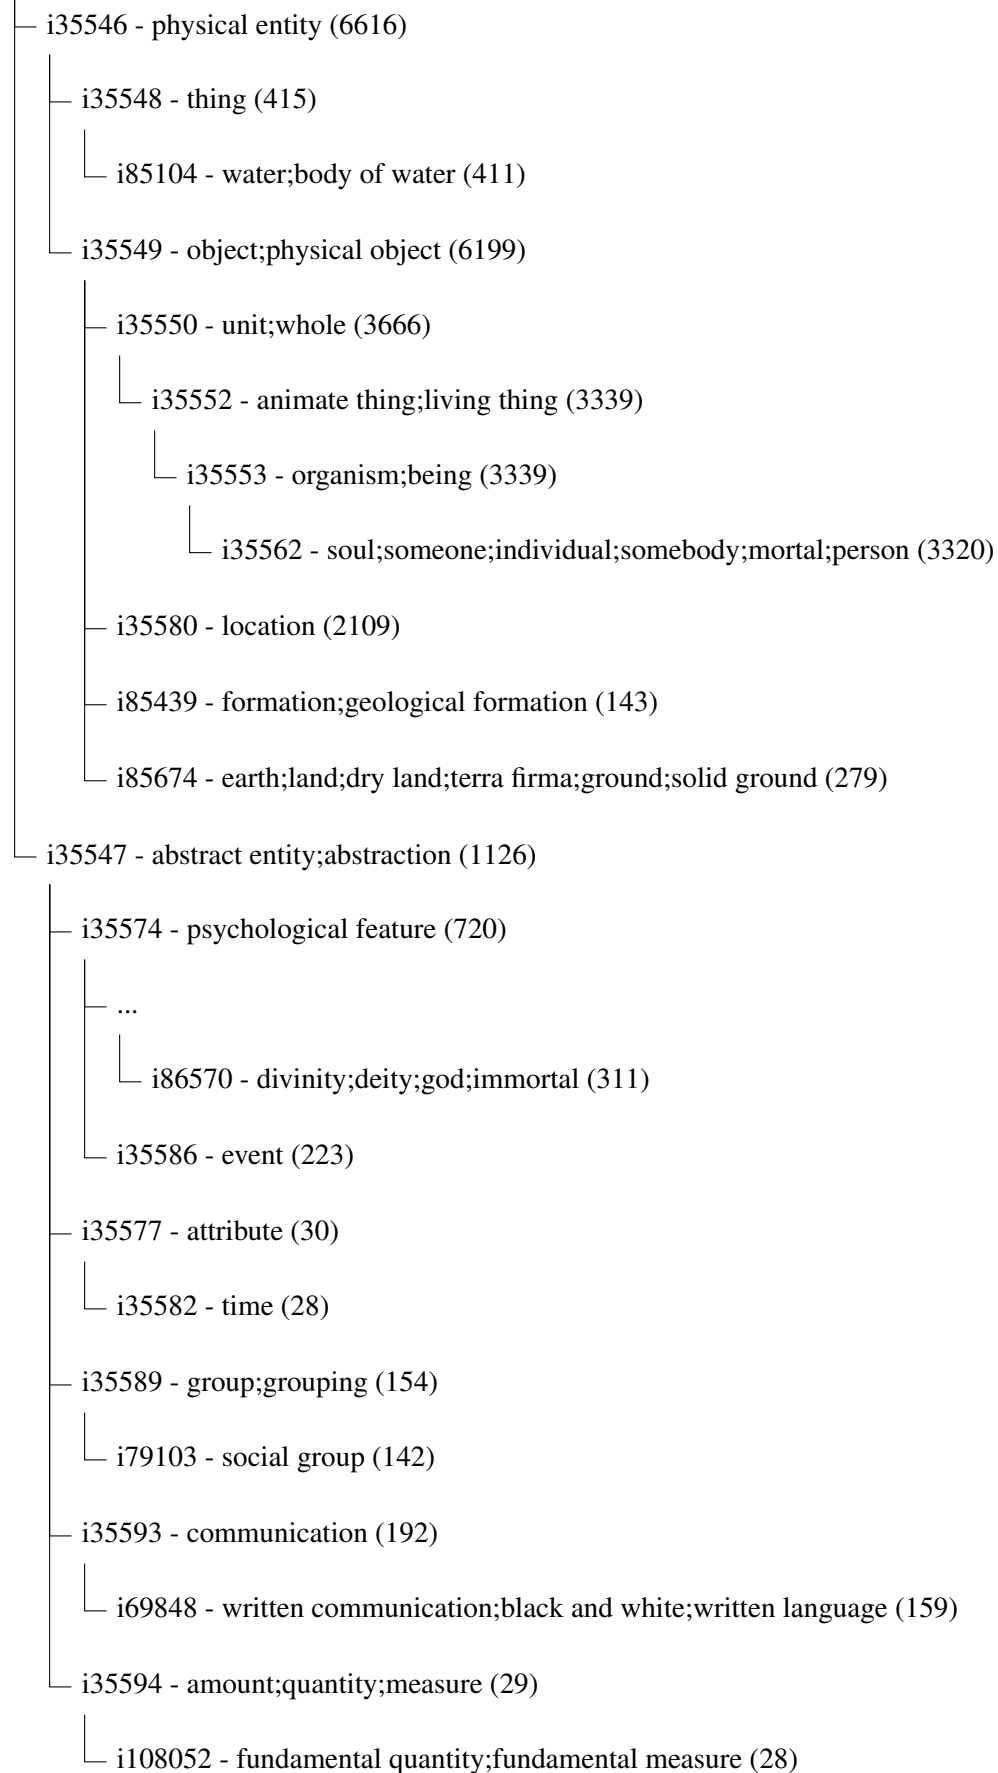 i35546 - physical entity (6616)
i35548 - thing (415)
i85104 - water;body of water (411)
i35549 - object;physical object (6199)
i35550 - unit;whole (3666)
i35552 - animate thing;living thing (3339)
i35553 - organism;being (3339)
i35562 - soul;someone;individual;somebody;mortal;person (3320)
i35580 - location (2109)
i85439 - formation;geological formation (143)
i85674 - earth;land;dry land;terra firma;ground;solid ground (279)
i35547 - abstract entity;abstraction (1126)
i35574 - psychological feature (720)
...
i86570 - divinity;deity;god;immortal (311)
i35586 - event (223)
i35577 - attribute (30)
i35582 - time (28)
i35589 - group;grouping (154)
i79103 - social group (142)
i35593 - communication (192)
i69848 - written communication;black and white;written language (159)
i35594 - amount;quantity;measure (29)
i108052 - fundamental quantity;fundamental measure (28)